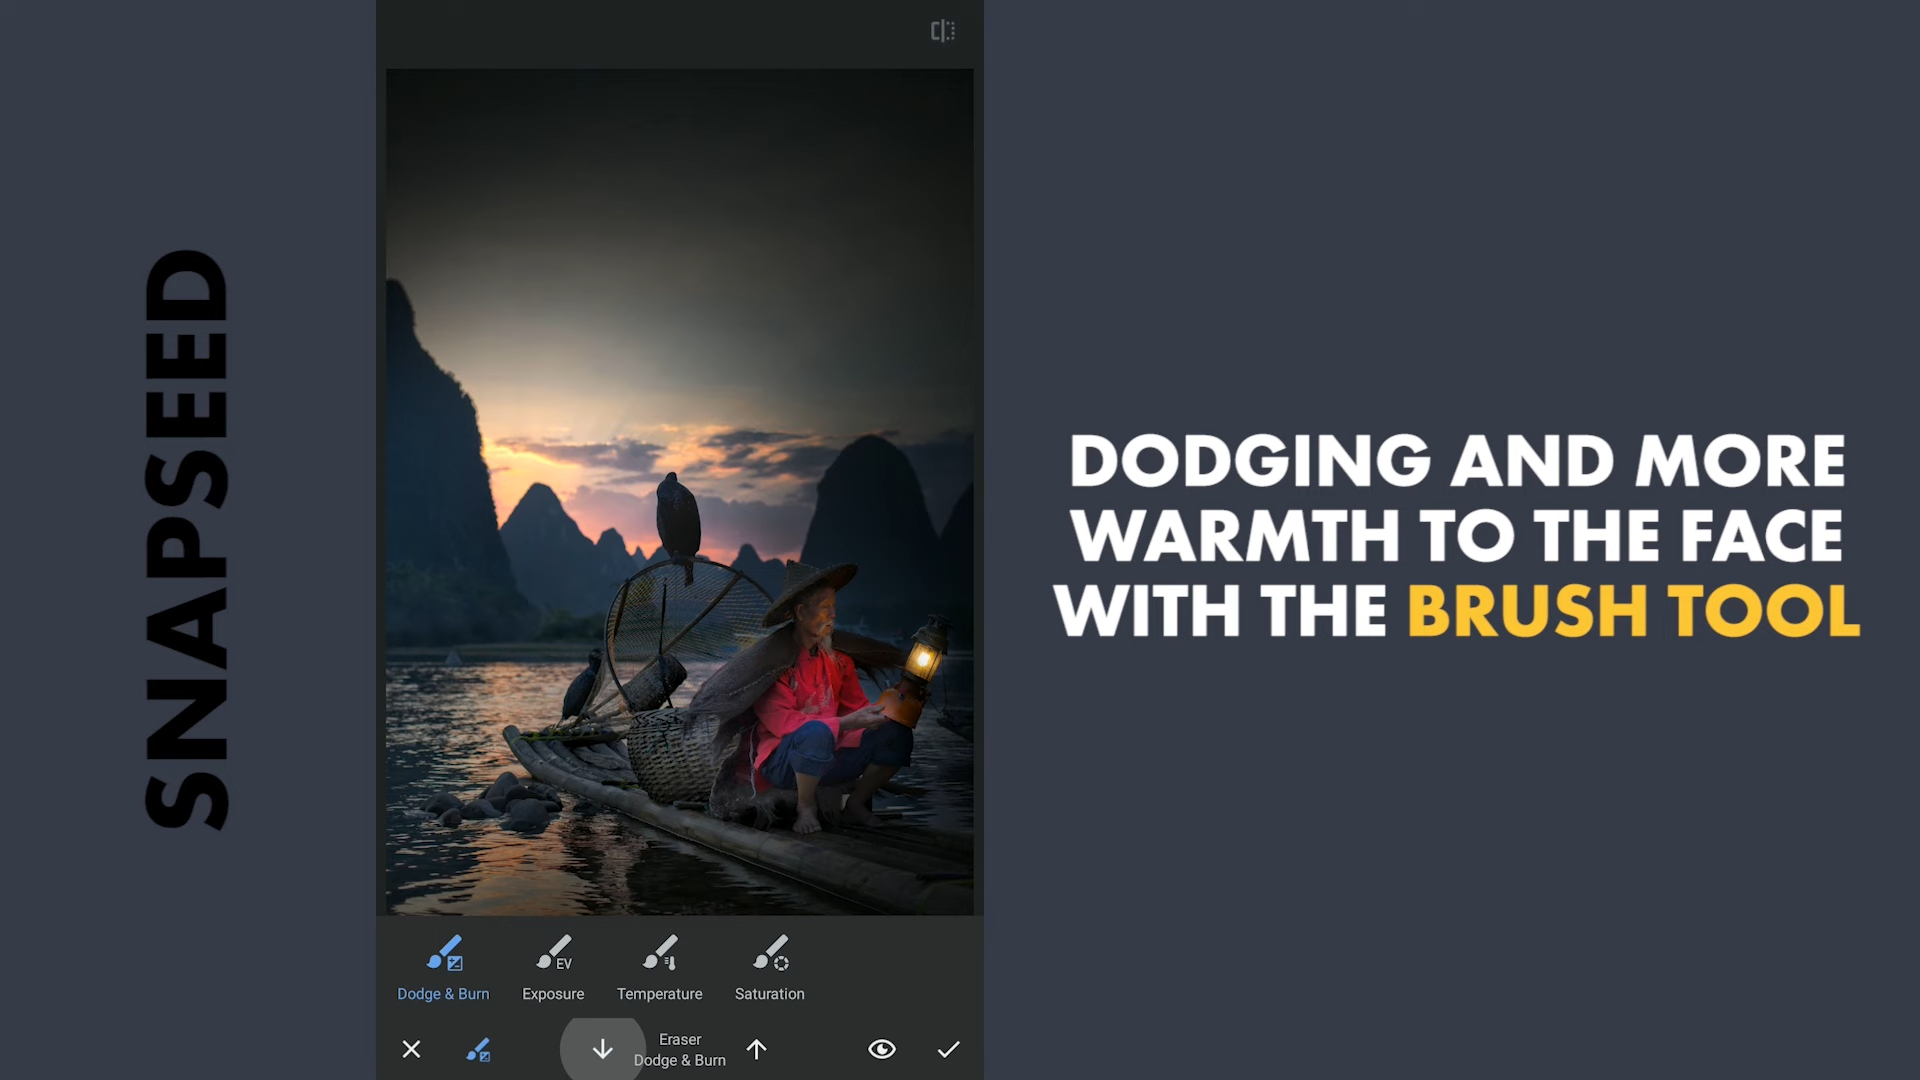 SNAPSEED
DODGING AND MORE
WARMTH TO THE FACE
WITH THE BRUSH TOOL
EV
Dodge & Burn
Exposure
Temperature
Saturation
Eraser
Dodge & Burn